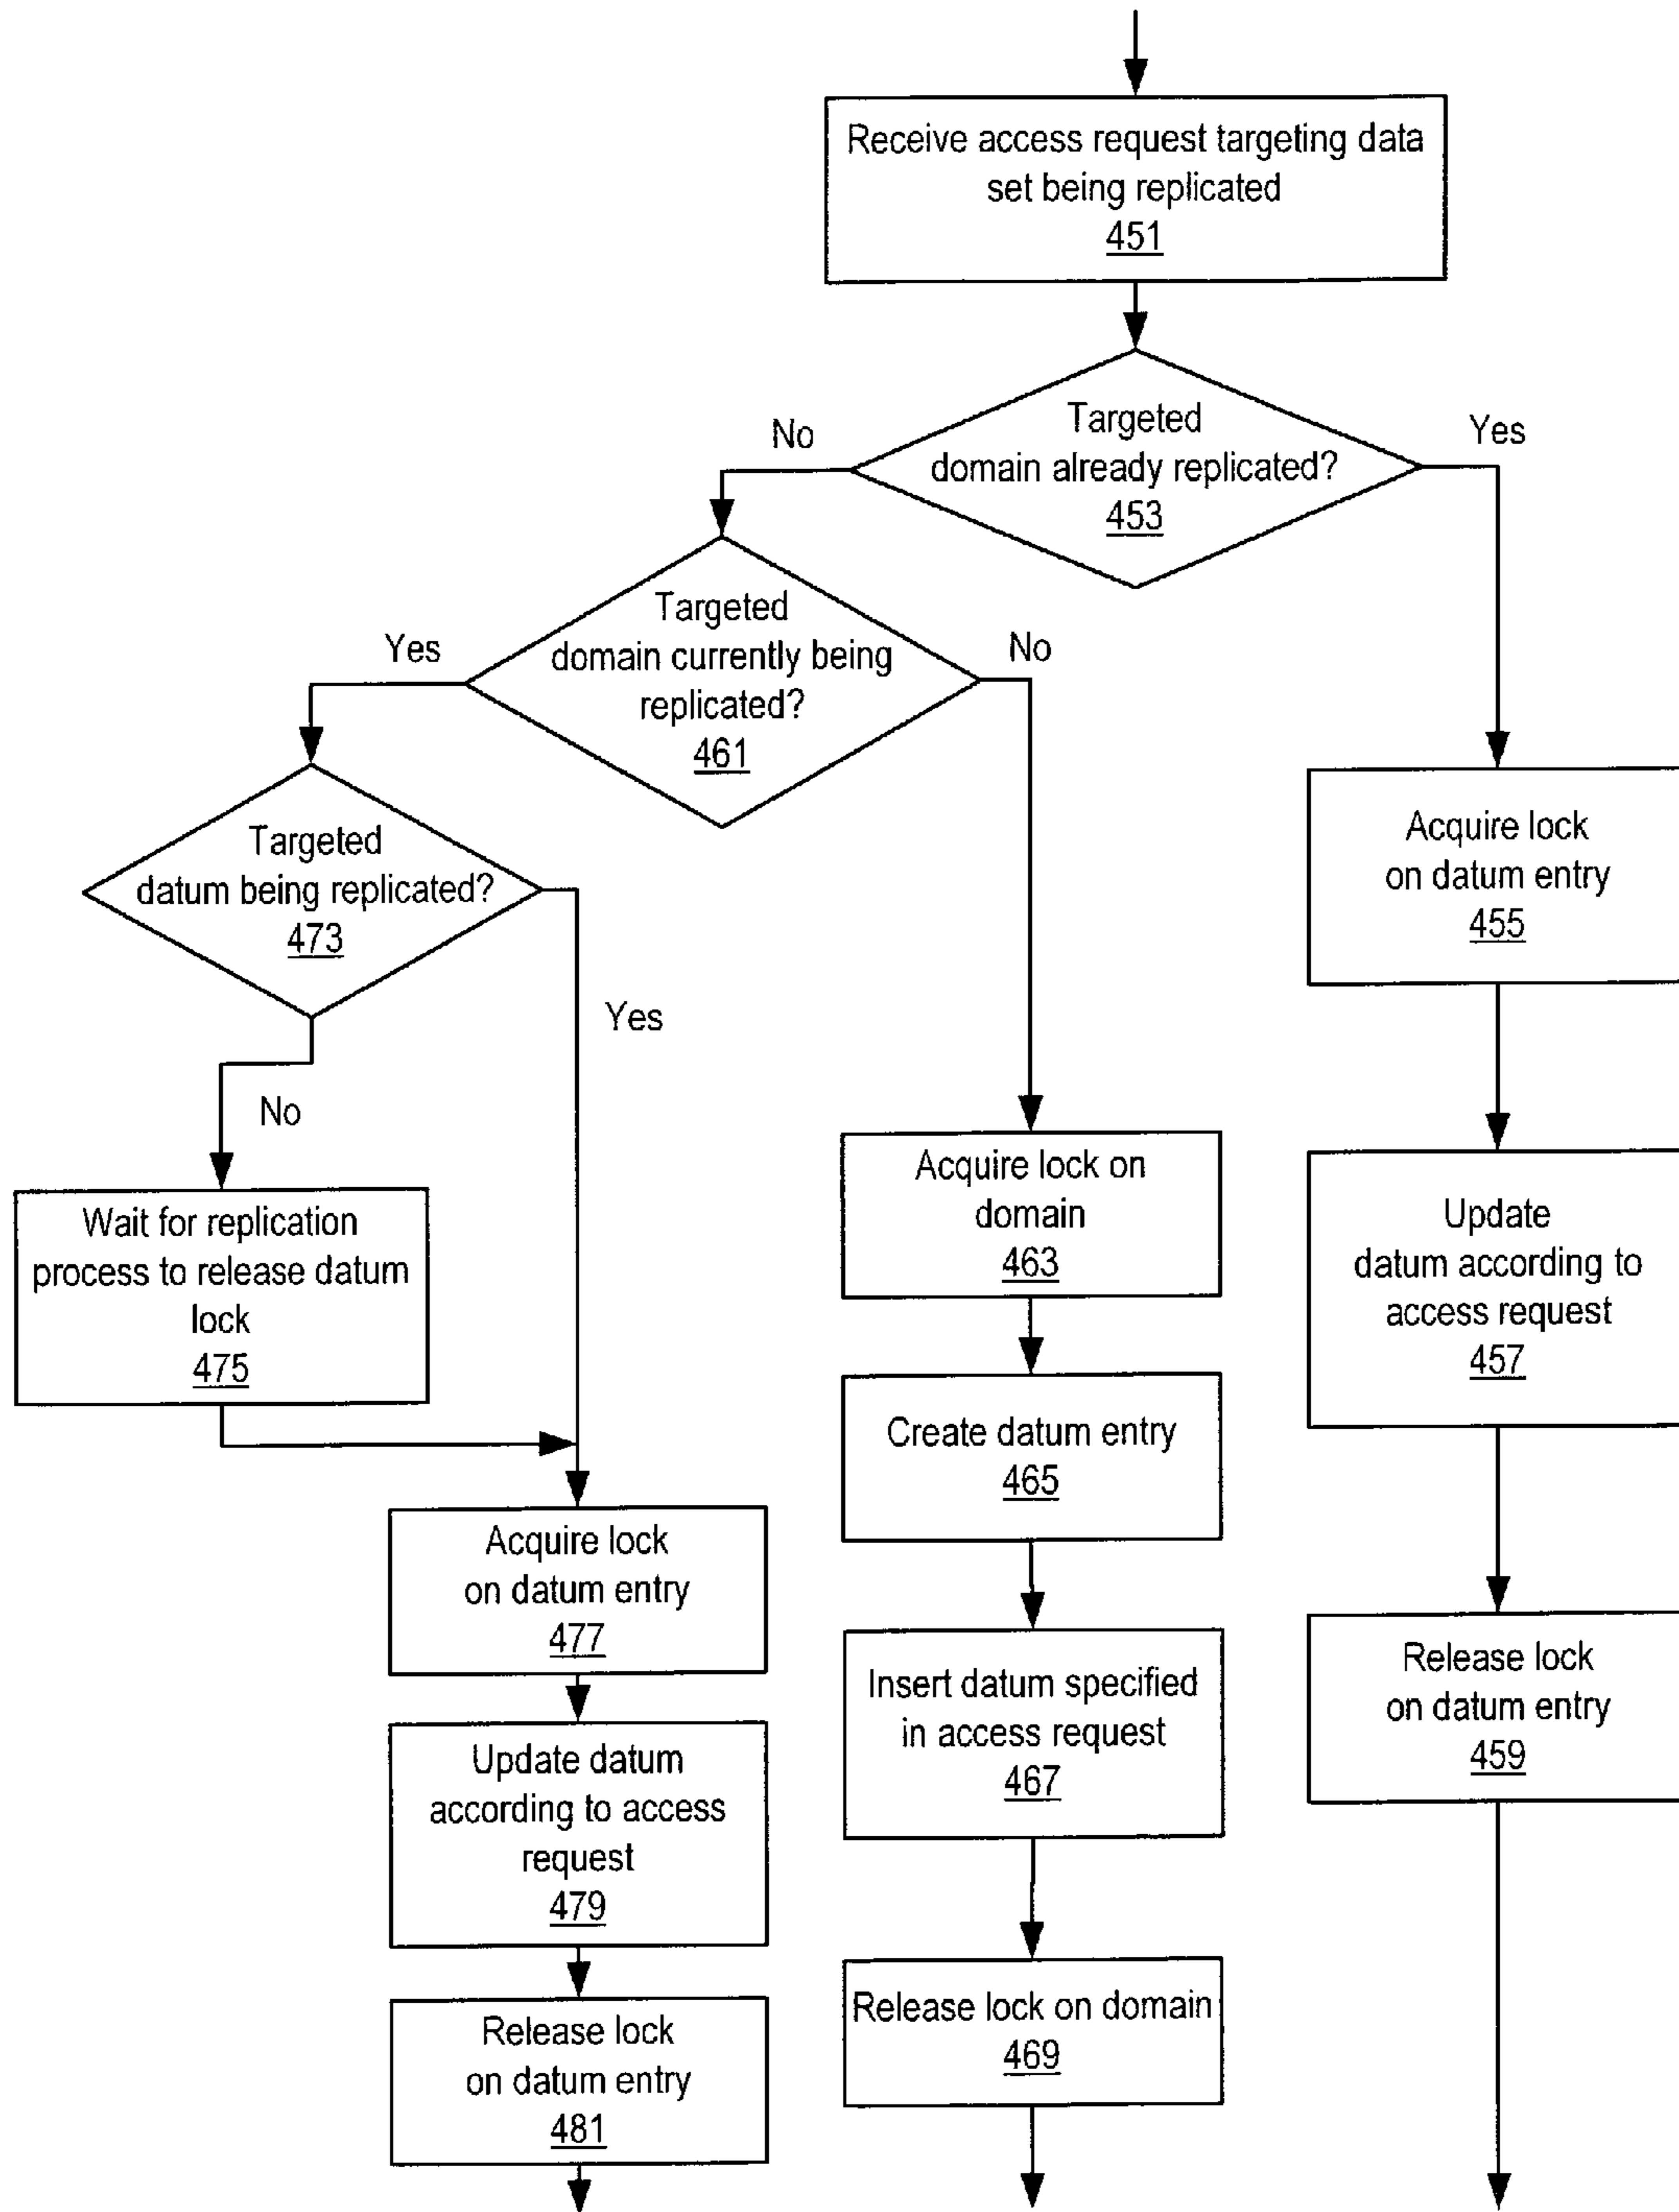 Receive access request targeting data
set being replicated
451
Targeted
domain already replicated?
453
No
Yes
Targeted
domain currently being
replicated?
461
Yes
No
Targeted
datum being replicated?
473
Yes
No
Wait for replication
process to release datum
lock
475
Acquire lock
on datum entry
477
Update datum
according to access
request
479
Release lock
on datum entry
481
Acquire lock on
domain
463
Create datum entry
465
Insert datum specified
in access request
467
Release lock on domain
469
Acquire lock
on datum entry
455
Update
datum according to
access request
457
Release lock
on datum entry
459